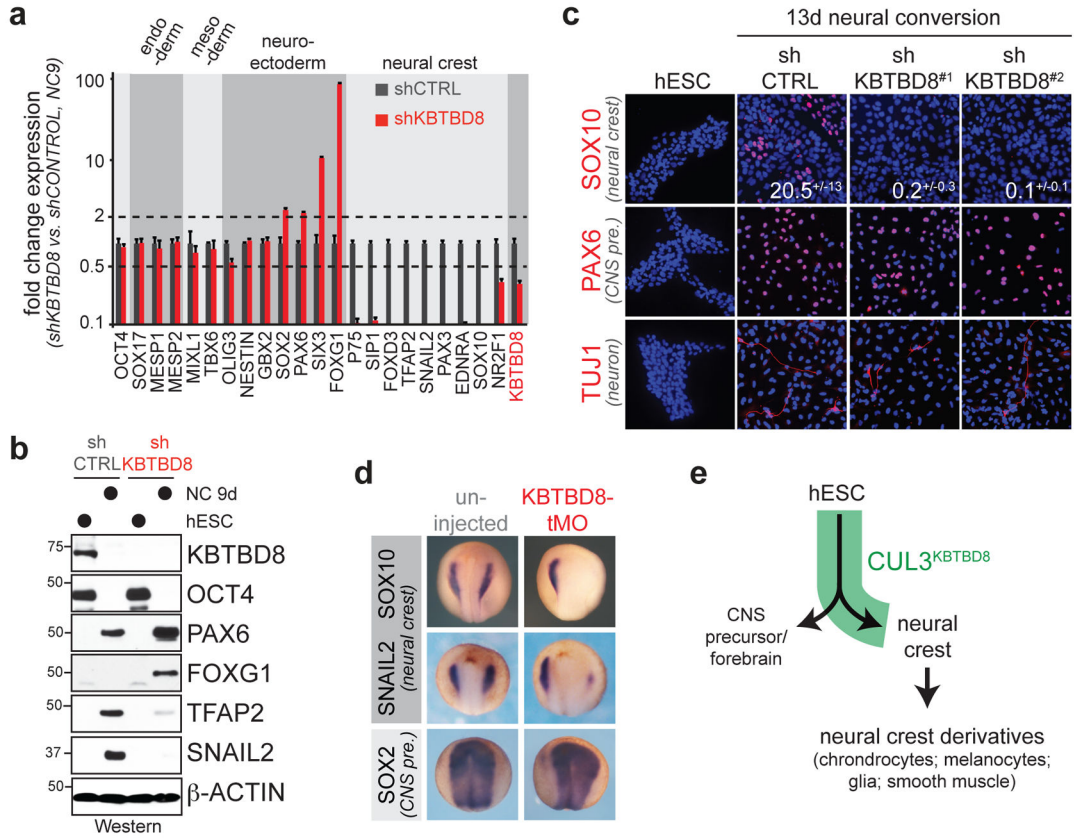 a
endo
-derm
meso
-derm
neuro-
ectoderm
neural crest
shCTRL
shKBTBD8
fold change expression
(shKBTBD8 vs. shCONTROL, NC9)
100
10
2
1
0.5
0.1
OCT4
SOX17
MESP1
MESP2
MIXL1
TBX6
OLIG3
NESTIN
GBX2
SOX2
PAX6
SIX3
FOXG1
P75
SIP1
FOXD3
TFAP2
SNAIL2
PAX3
EDNRA
SOX10
NR2F1
KBTBD8
b
sh
CTRL
sh
KBTBD8
NC 9d
hESC
75
KBTBD8
50
OCT4
50
PAX6
50
FOXG1
50
TFAP2
37
SNAIL2
50
β-ACTIN
Western
c
13d neural conversion
hESC
sh
CTRL
sh
KBTBD8#1
sh
KBTBD8#2
SOX10
(neural crest)
20.5+/-13
0.2+/-0.3
0.1+/-0.1
PAX6
(CNS pre.)
TUJ1
(neuron)
d
un-
injected
KBTBD8-
tMO
SOX10
SNAIL2
(neural crest)
SOX2
(CNS pre.)
e
hESC
CUL3KBTBD8
CNS
precursor/
forebrain
neural
crest
neural crest derivatives
(chrondrocytes; melanocytes;
glia; smooth muscle)